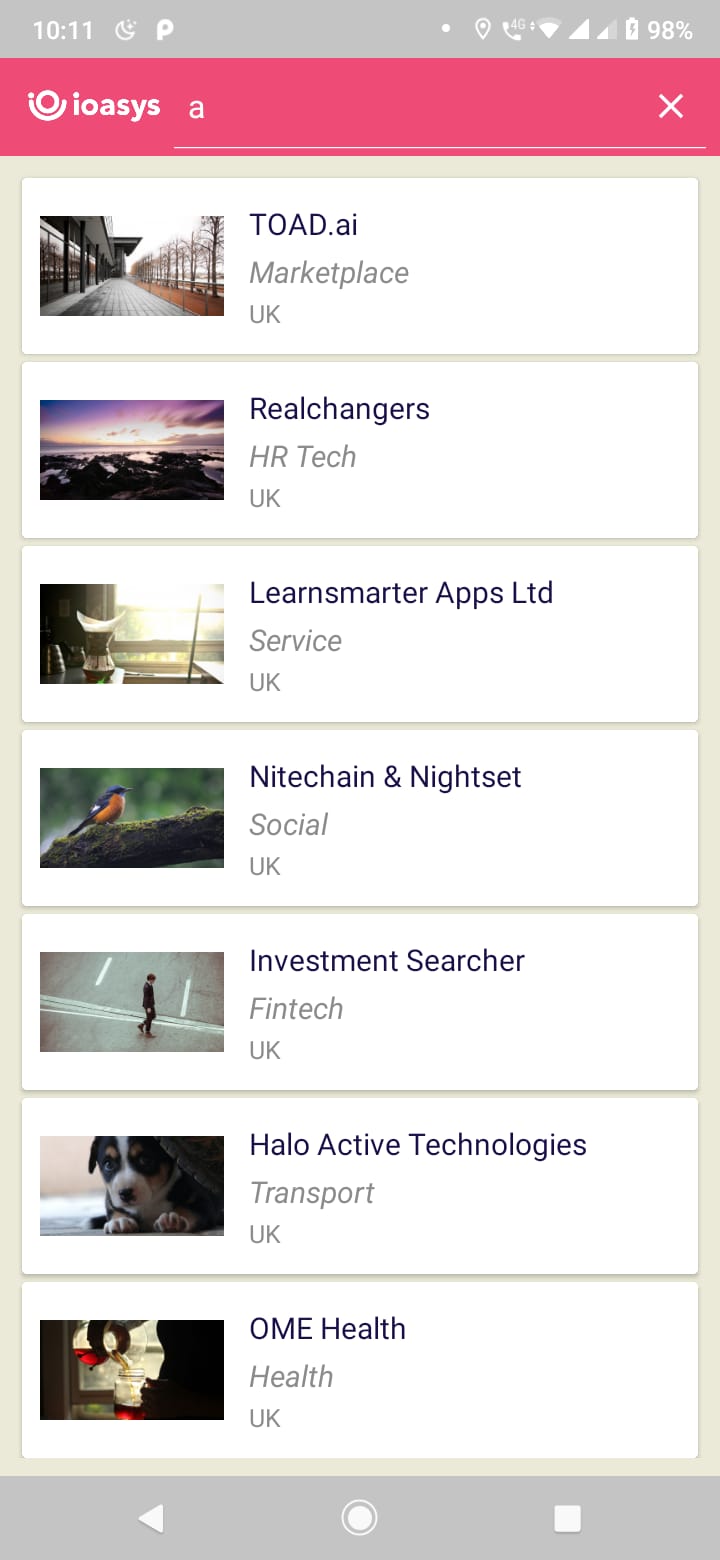 10:11 4G 98%
ioasys a
TOAD.ai
Marketplace
UK
Realchangers
HR Tech
UK
Learnsmarter Apps Ltd
Service
UK
Nitechain & Nightset
Social
UK
Investment Searcher
Fintech
UK
Halo Active Technologies
Transport
UK
OME Health
Health
UK